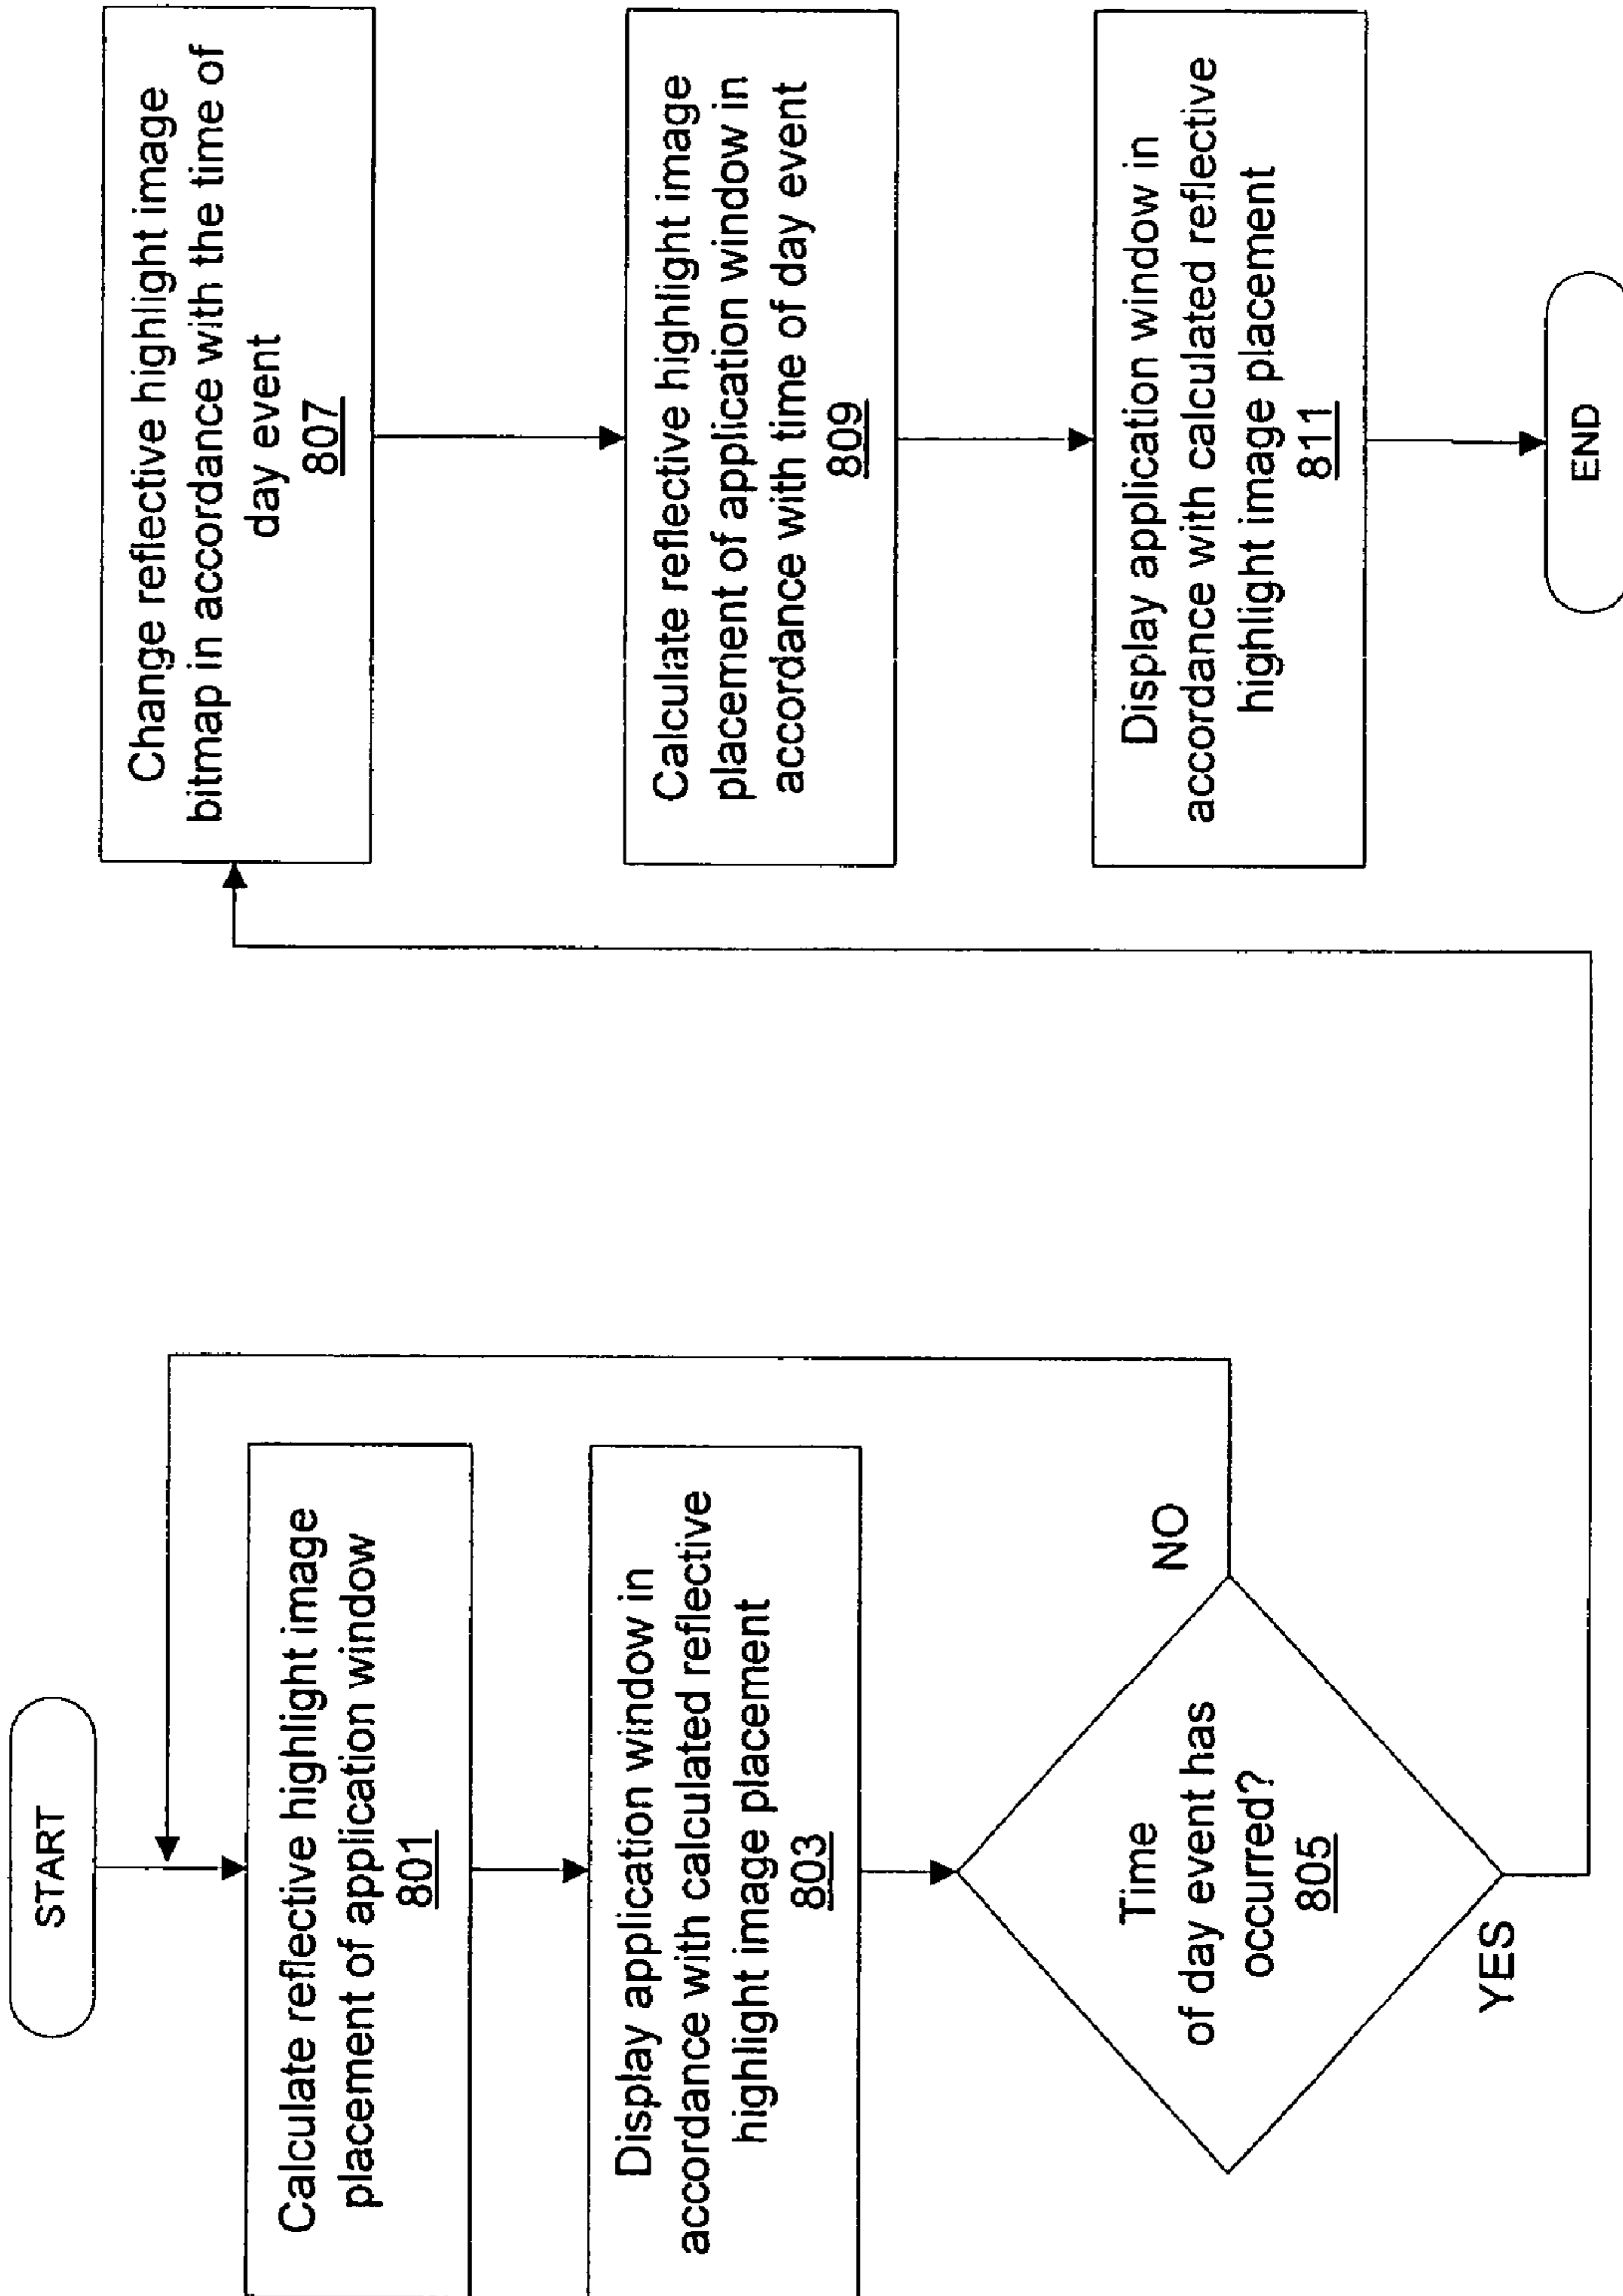 START
Calculate reflective highlight image
placement of application window
801
Display application window in
accordance with calculated reflective
highlight image placement
803
Time
of day event has
occurred?
805
NO
YES
Change reflective highlight image
bitmap in accordance with the time of
day event
807
Calculate reflective highlight image
placement of application window in
accordance with time of day event
809
Display application window in
accordance with calculated reflective
highlight image placement
811
END